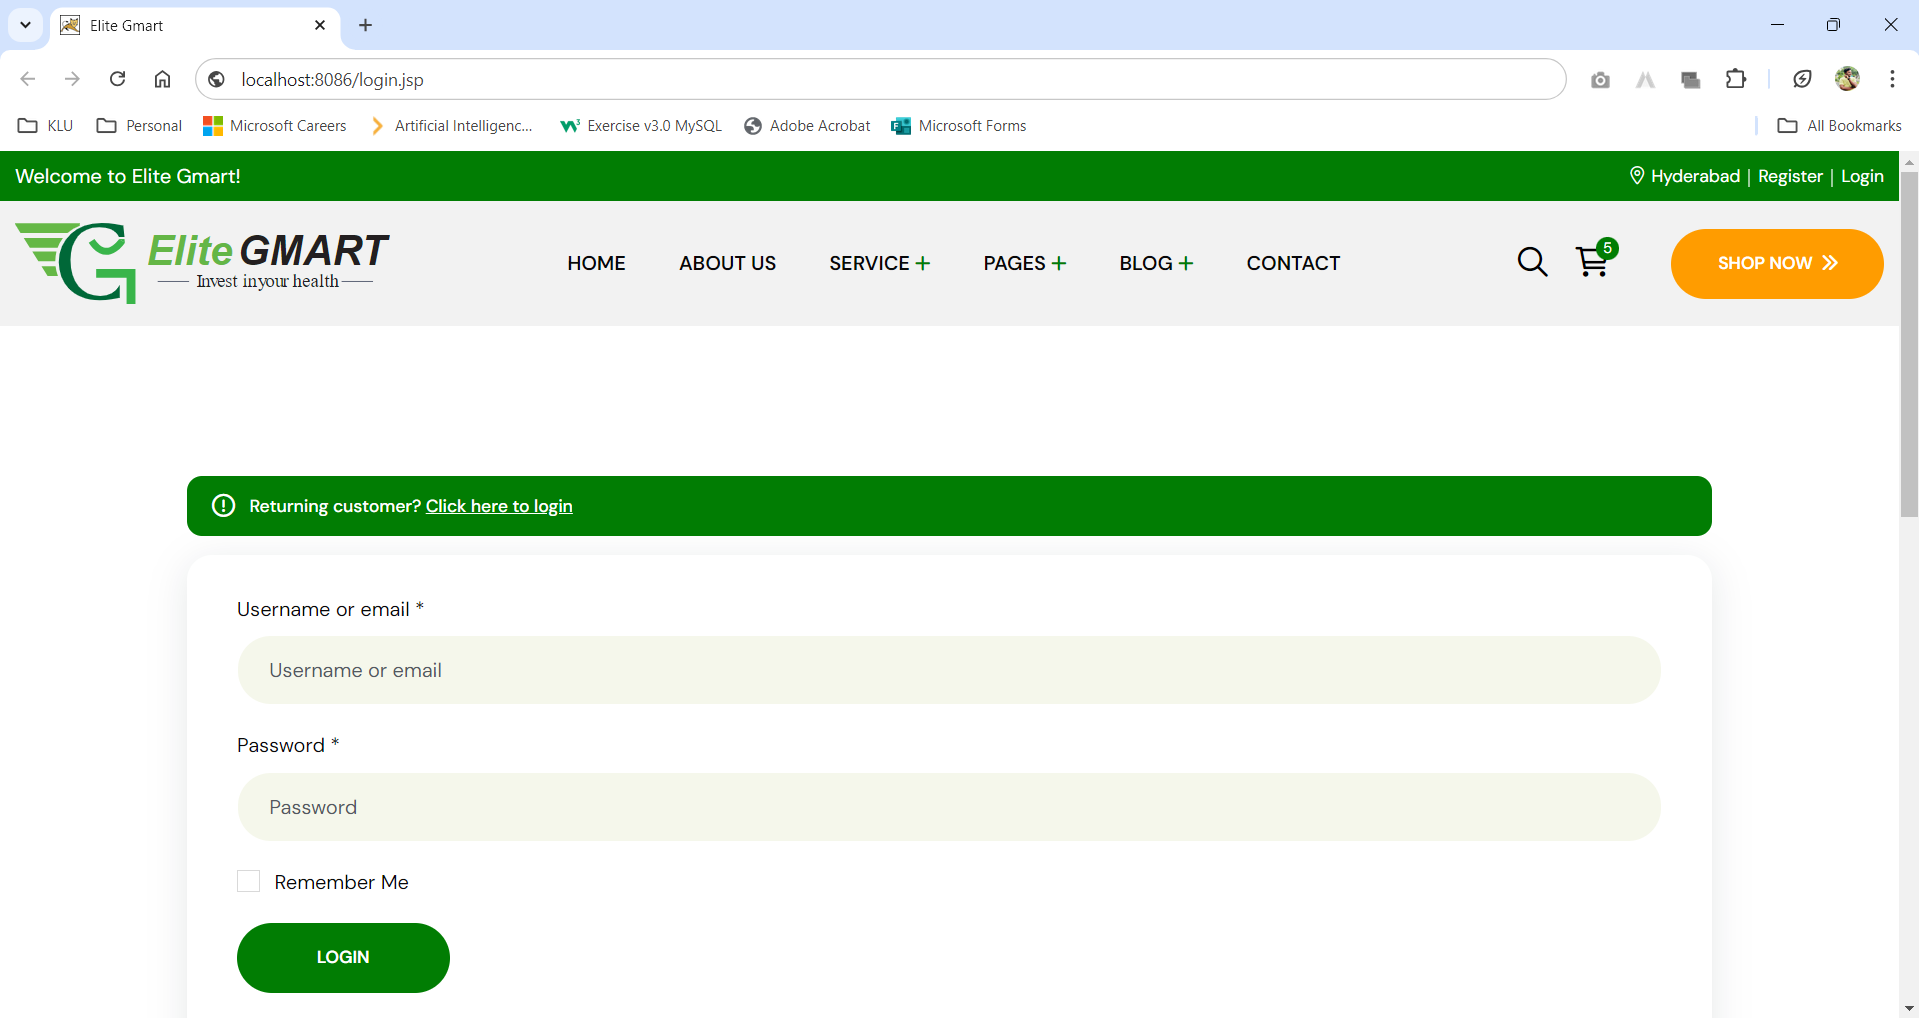 Elite Gmart
localhost:8086/login.jsp
KLU Personal Microsoft Careers Artificial Intelligenc... Exercise v3.0 MySQL Adobe Acrobat Microsoft Forms All Bookmarks
Welcome to Elite Gmart! Hyderabad | Register | Login
Elite GMART
Invest in your health
HOME ABOUT US SERVICE + PAGES + BLOG + CONTACT 5 SHOP NOW
Returning customer? Click here to login
Username or email *
Username or email
Password *
Password
Remember Me
LOGIN